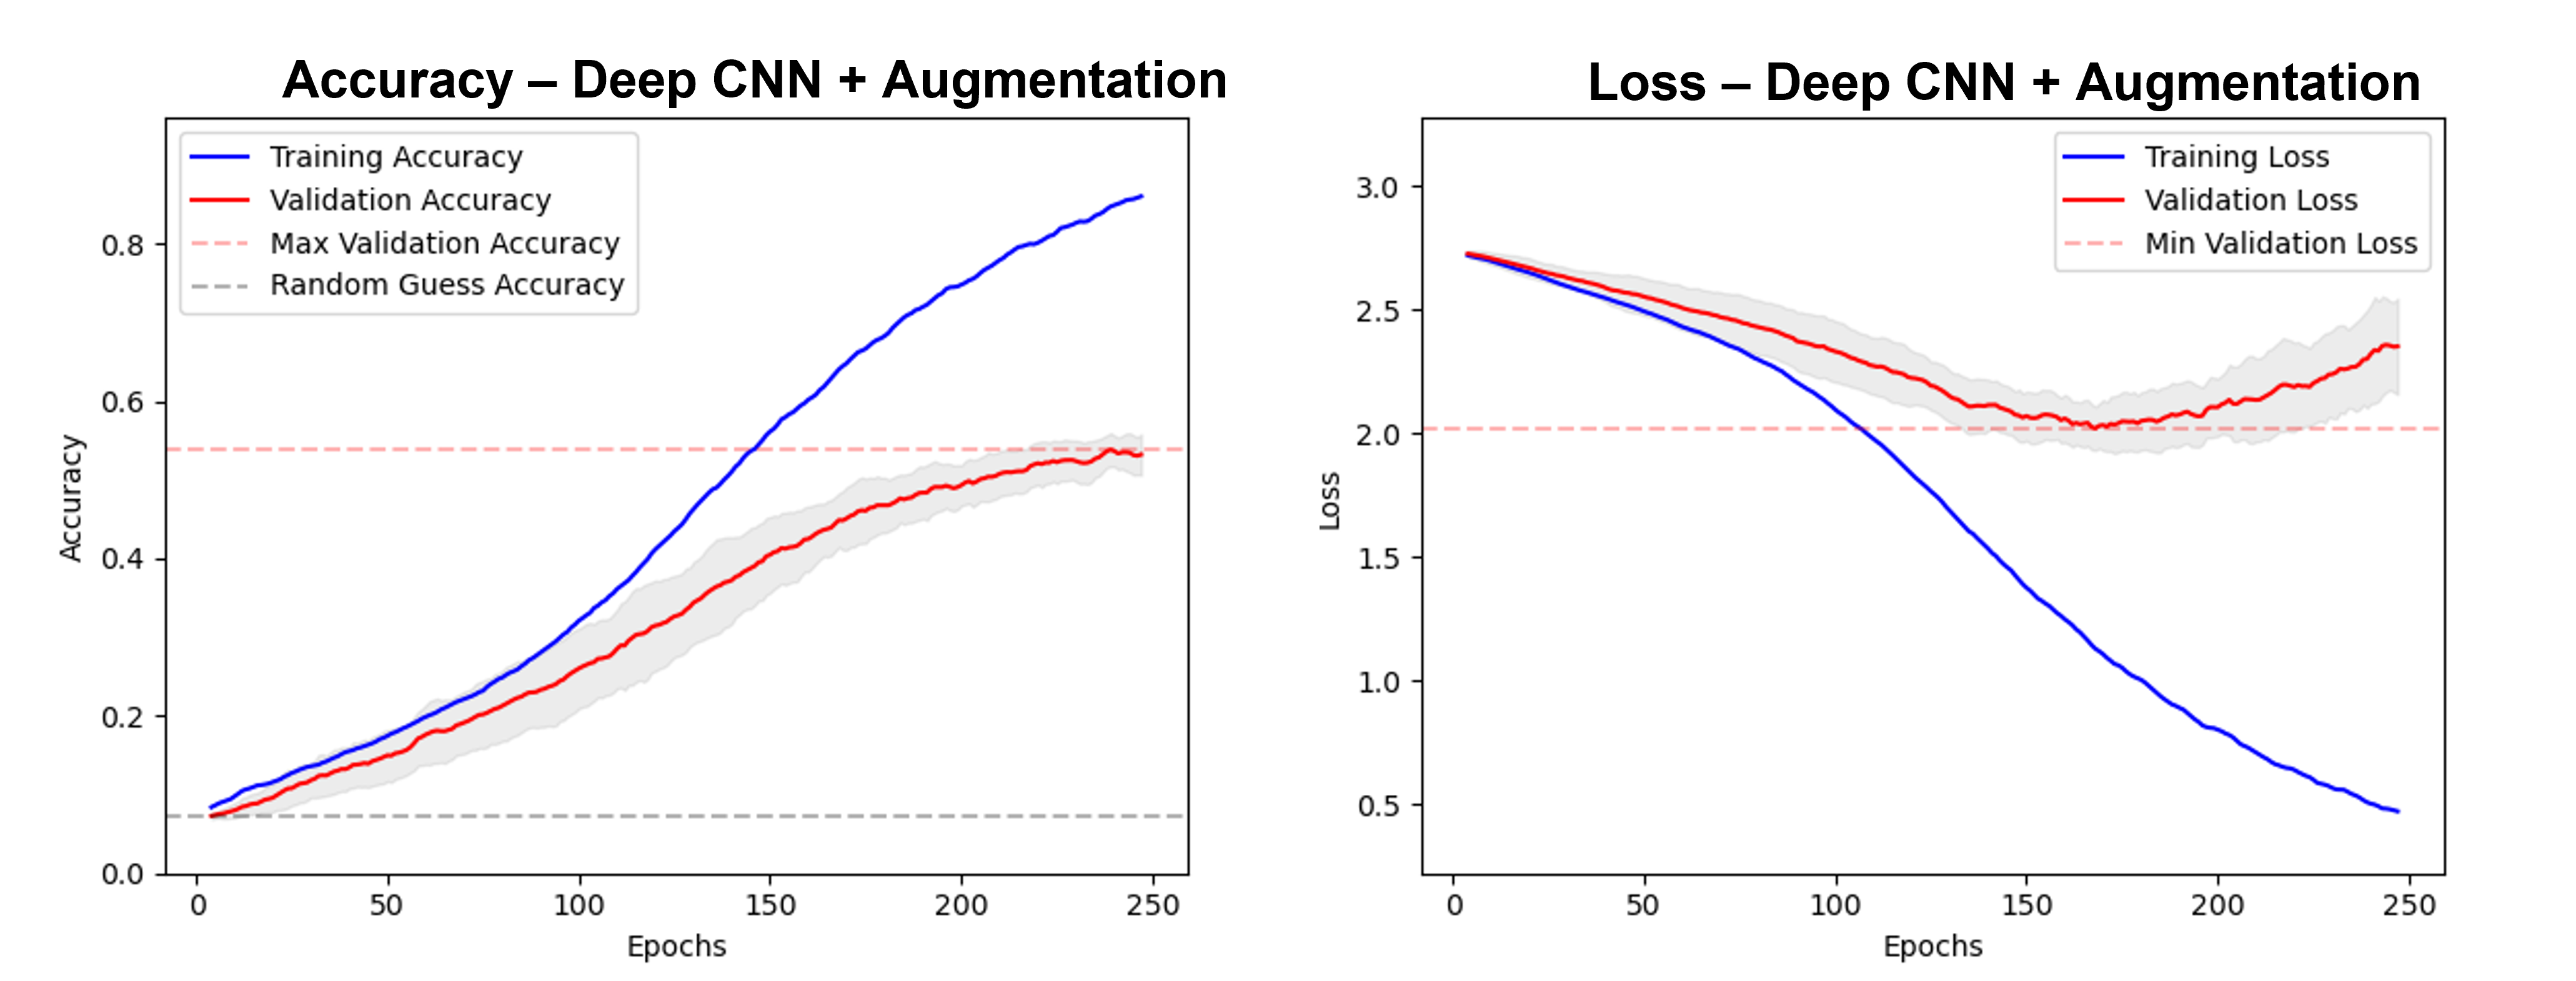 Accuracy – Deep CNN + Augmentation
Training Accuracy
Validation Accuracy
Max Validation Accuracy
Random Guess Accuracy
0.8
0.6
0.4
0.2
0.0
Accuracy
0
50
100
150
200
250
Epochs
Loss – Deep CNN + Augmentation
Training Loss
Validation Loss
Min Validation Loss
3.0
2.5
2.0
1.5
1.0
0.5
Loss
0
50
100
150
200
250
Epochs